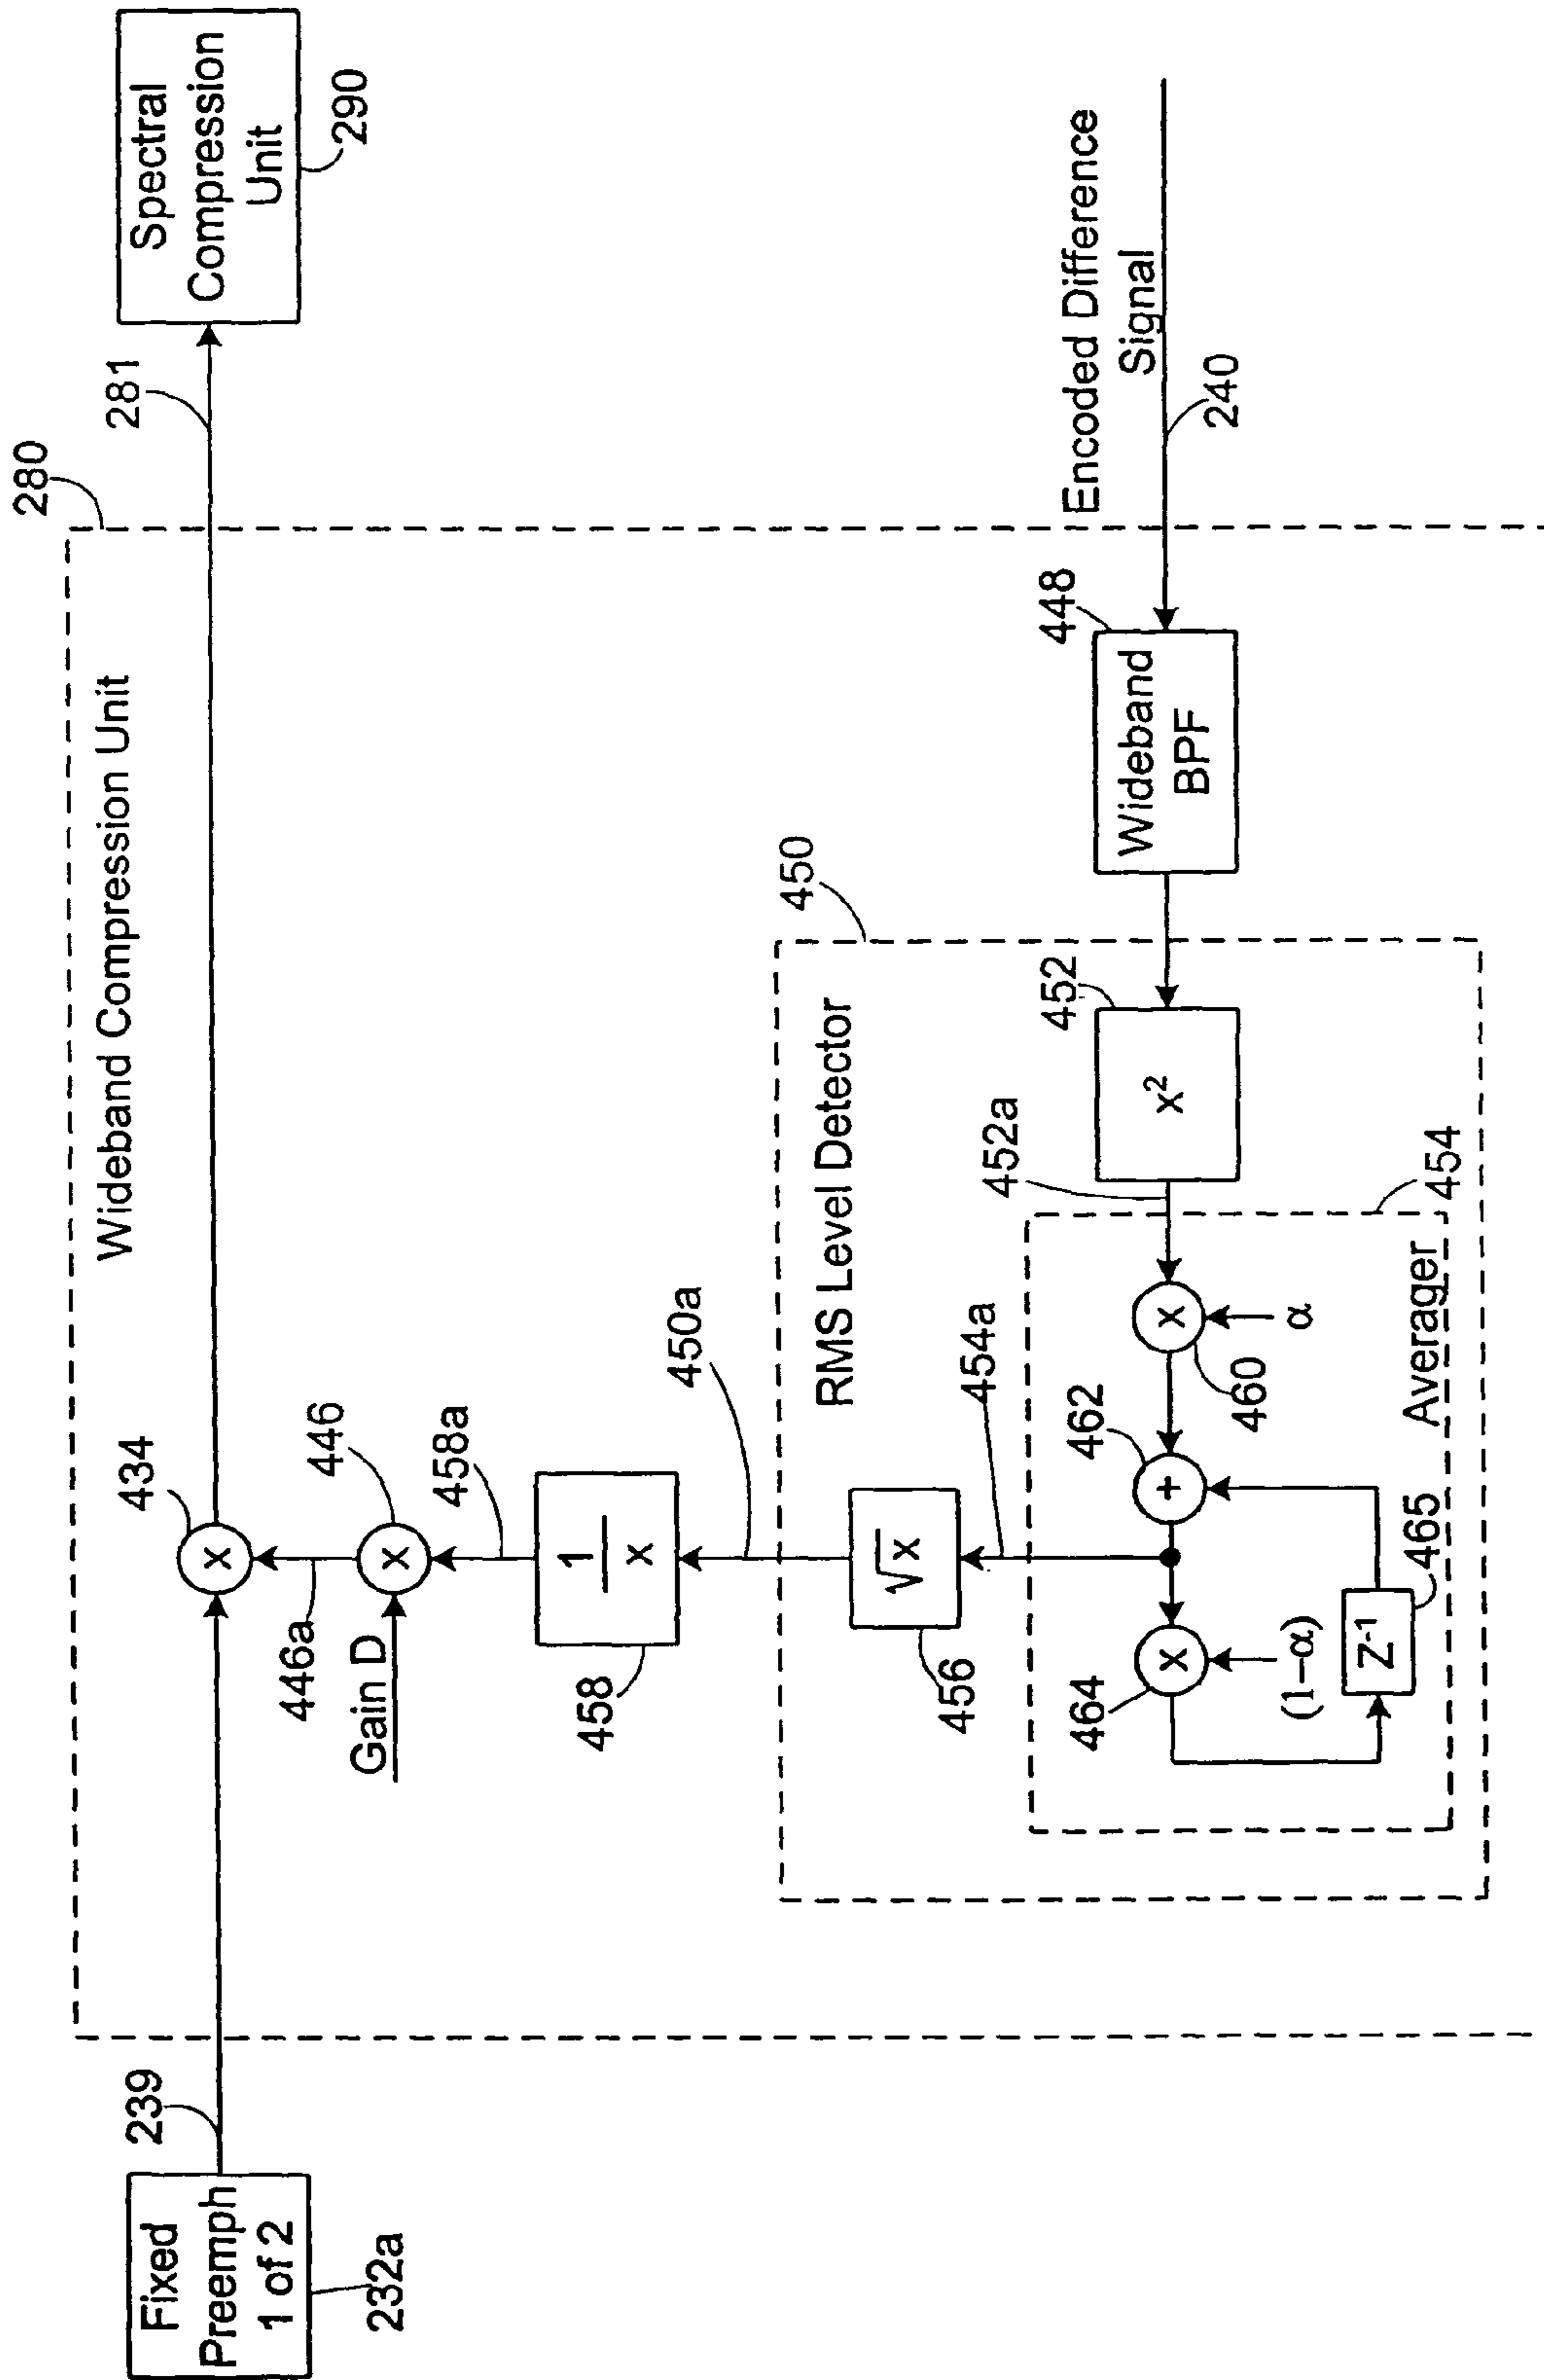 280
Wideband Compression Unit
Fixed
Preemph
1 of 2
232a
239
434
x
281
Spectral
Compression
Unit
290
446a
446
x
Gain D
458a
1
x
458
450a
450
RMS Level Detector
√x
456
454a
452a
452
x²
448
Wideband
BPF
Encoded Difference
Signal
240
454
Averager
462
+
x
460
α
464
x
(1–α)
Z⁻¹
465